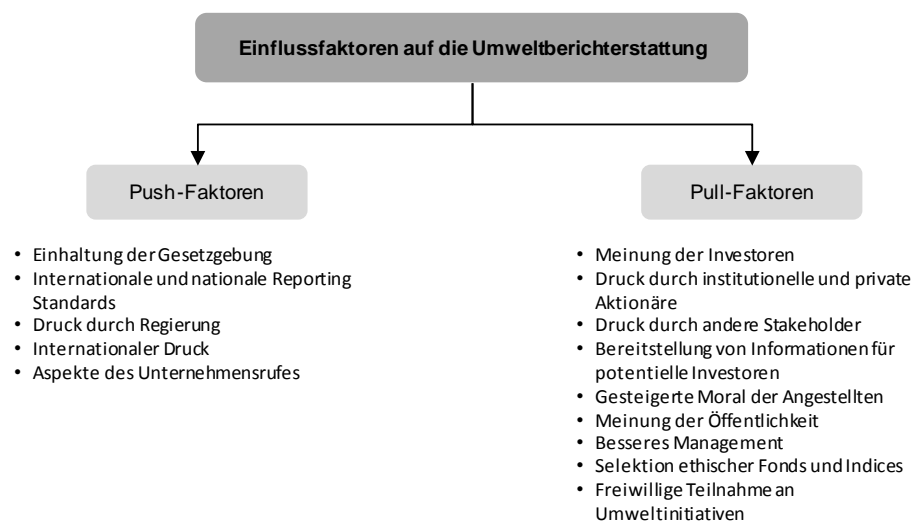 Einflussfaktoren auf die Umweltberichterstattung
Push-Faktoren
• Einhaltung der Gesetzgebung
• Internationale und nationale Reporting
Standards
• Druck durch Regierung
• Internationaler Druck
• Aspekte des Unternehmensrufes
Pull-Faktoren
• Meinung der Investoren
• Druck durch institutionelle und private
Aktionäre
• Druck durch andere Stakeholder
• Bereitstellung von Informationen für
potentielle Investoren
• Gesteigerte Moral der Angestellten
• Meinung der Öffentlichkeit
• Besseres Management
• Selektion ethischer Fonds und Indices
• Freiwillige Teilnahme an
Umweltinitiativen